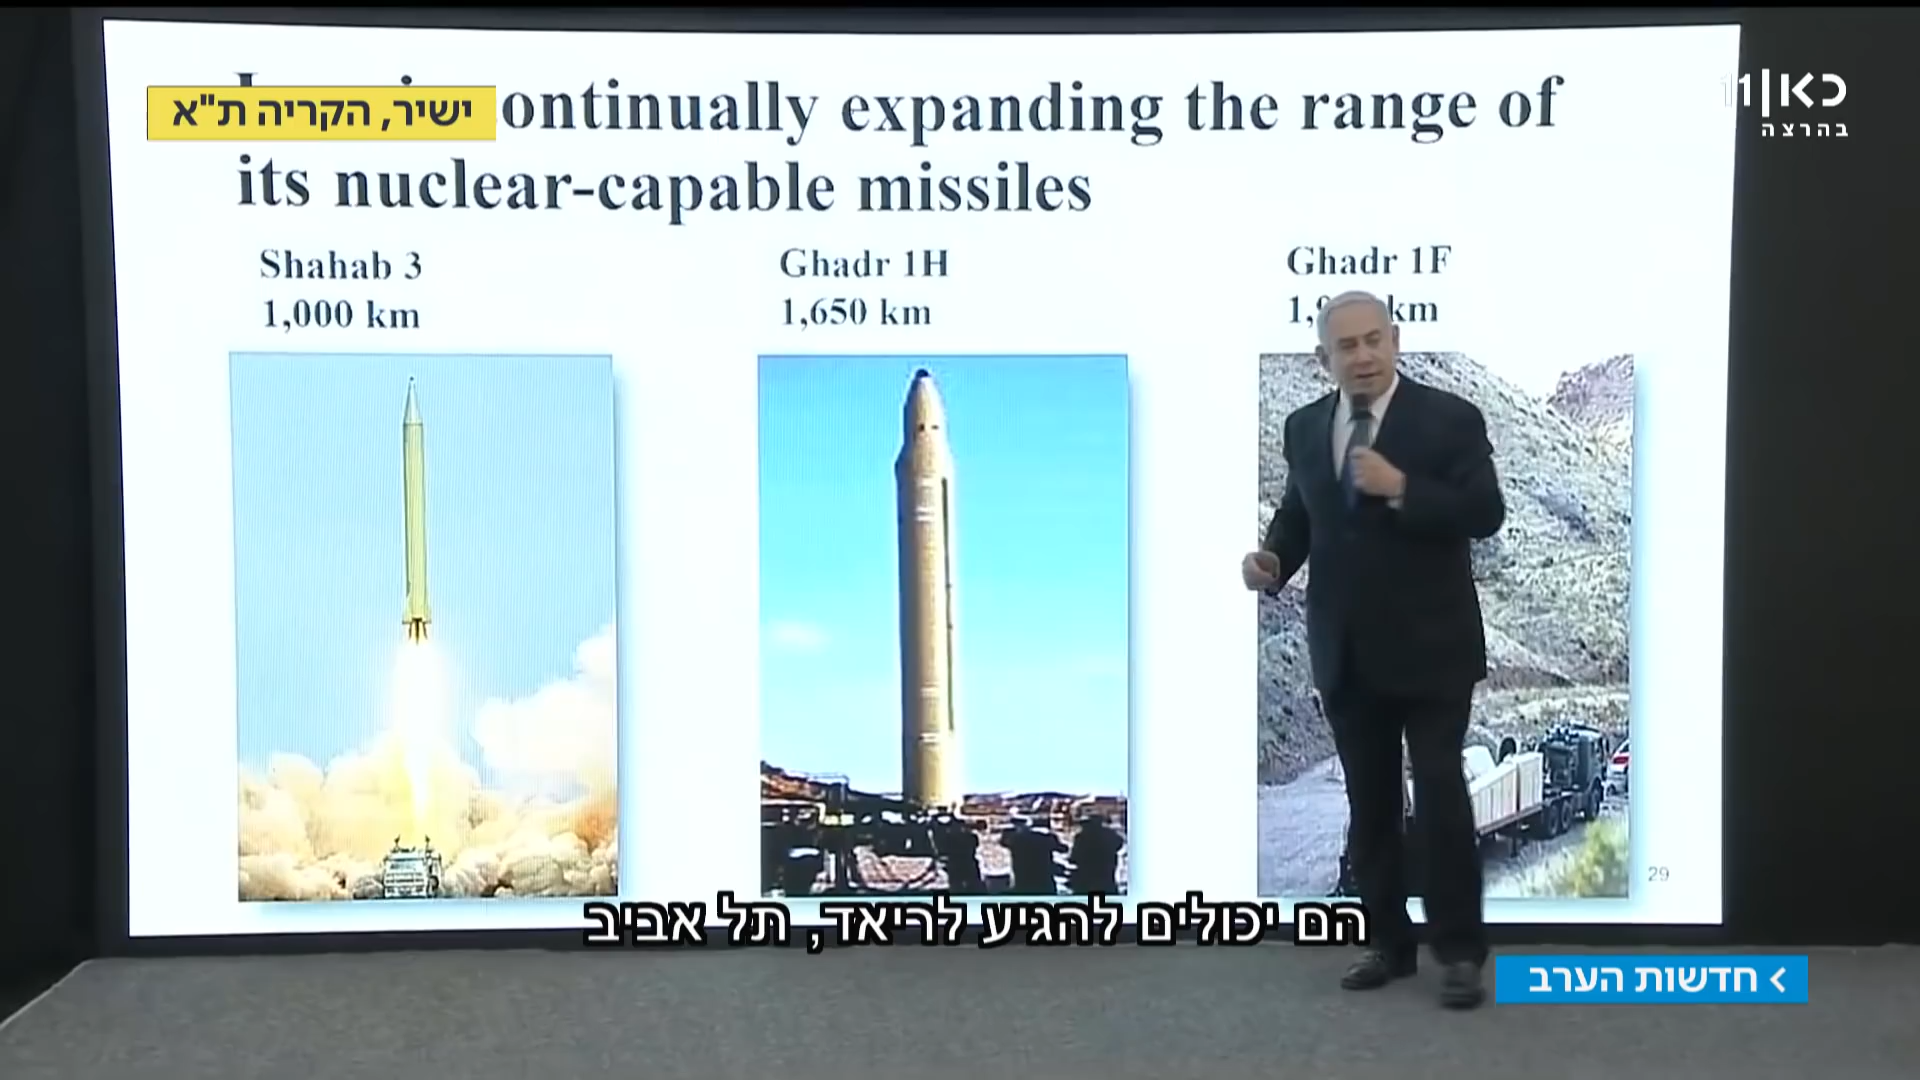 ישיר, הקריה ת"א
continually expanding the range of
its nuclear-capable missiles
כאן 11
בהרצה
Shahab 3
1,000 km
Ghadr 1H
1,650 km
Ghadr 1F
km
29
הם יכולים להגיע לריאד, תל אביב
חדשות הערב